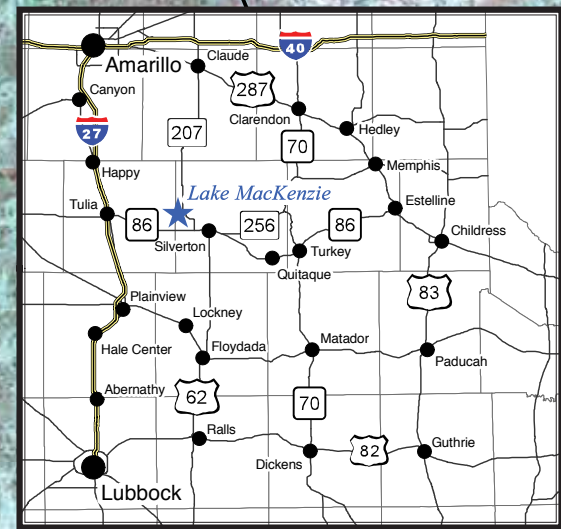 Amarillo
Claude
40
287
Canyon
Clarendon
27
207
70
Hedley
Happy
Memphis
Lake MacKenzie
Tulia
86
256
86
Estelline
Silverton
Turkey
Childress
Quitaque
83
Plainview
Lockney
Hale Center
Floydada
Matador
Paducah
Abernathy
62
70
Ralls
82
Guthrie
Dickens
Lubbock